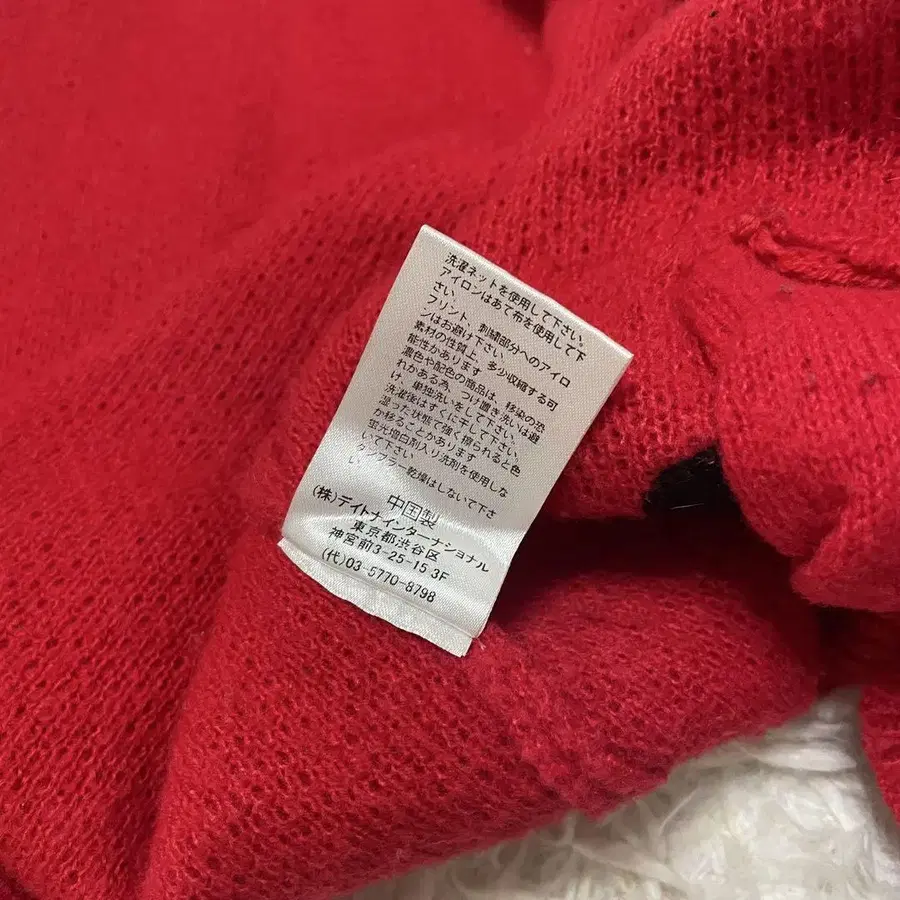 洗濯ネットを使用して下さい。
アイロンはあて布を使用して下
さい。
プリント、刺繍部分へのアイロ
ンはお避け下さい
素材の性質上、多少収縮する可
能性があります
濃色や配色の商品は、移染の恐
れがある為、つけ置き洗いは避
け、単独洗いをして下さい。
洗濯後はすぐに干して下さい。
湿った状態で強く擦られると色
が移ることがあります
蛍光増白剤入り洗剤を使用しな
いで下さい
タンブラー乾燥はしないで下さ
い
中国製
(株)デイトナインターナショナル
東京都渋谷区
神宮前3-25-15 3F
(代)03-5770-8798